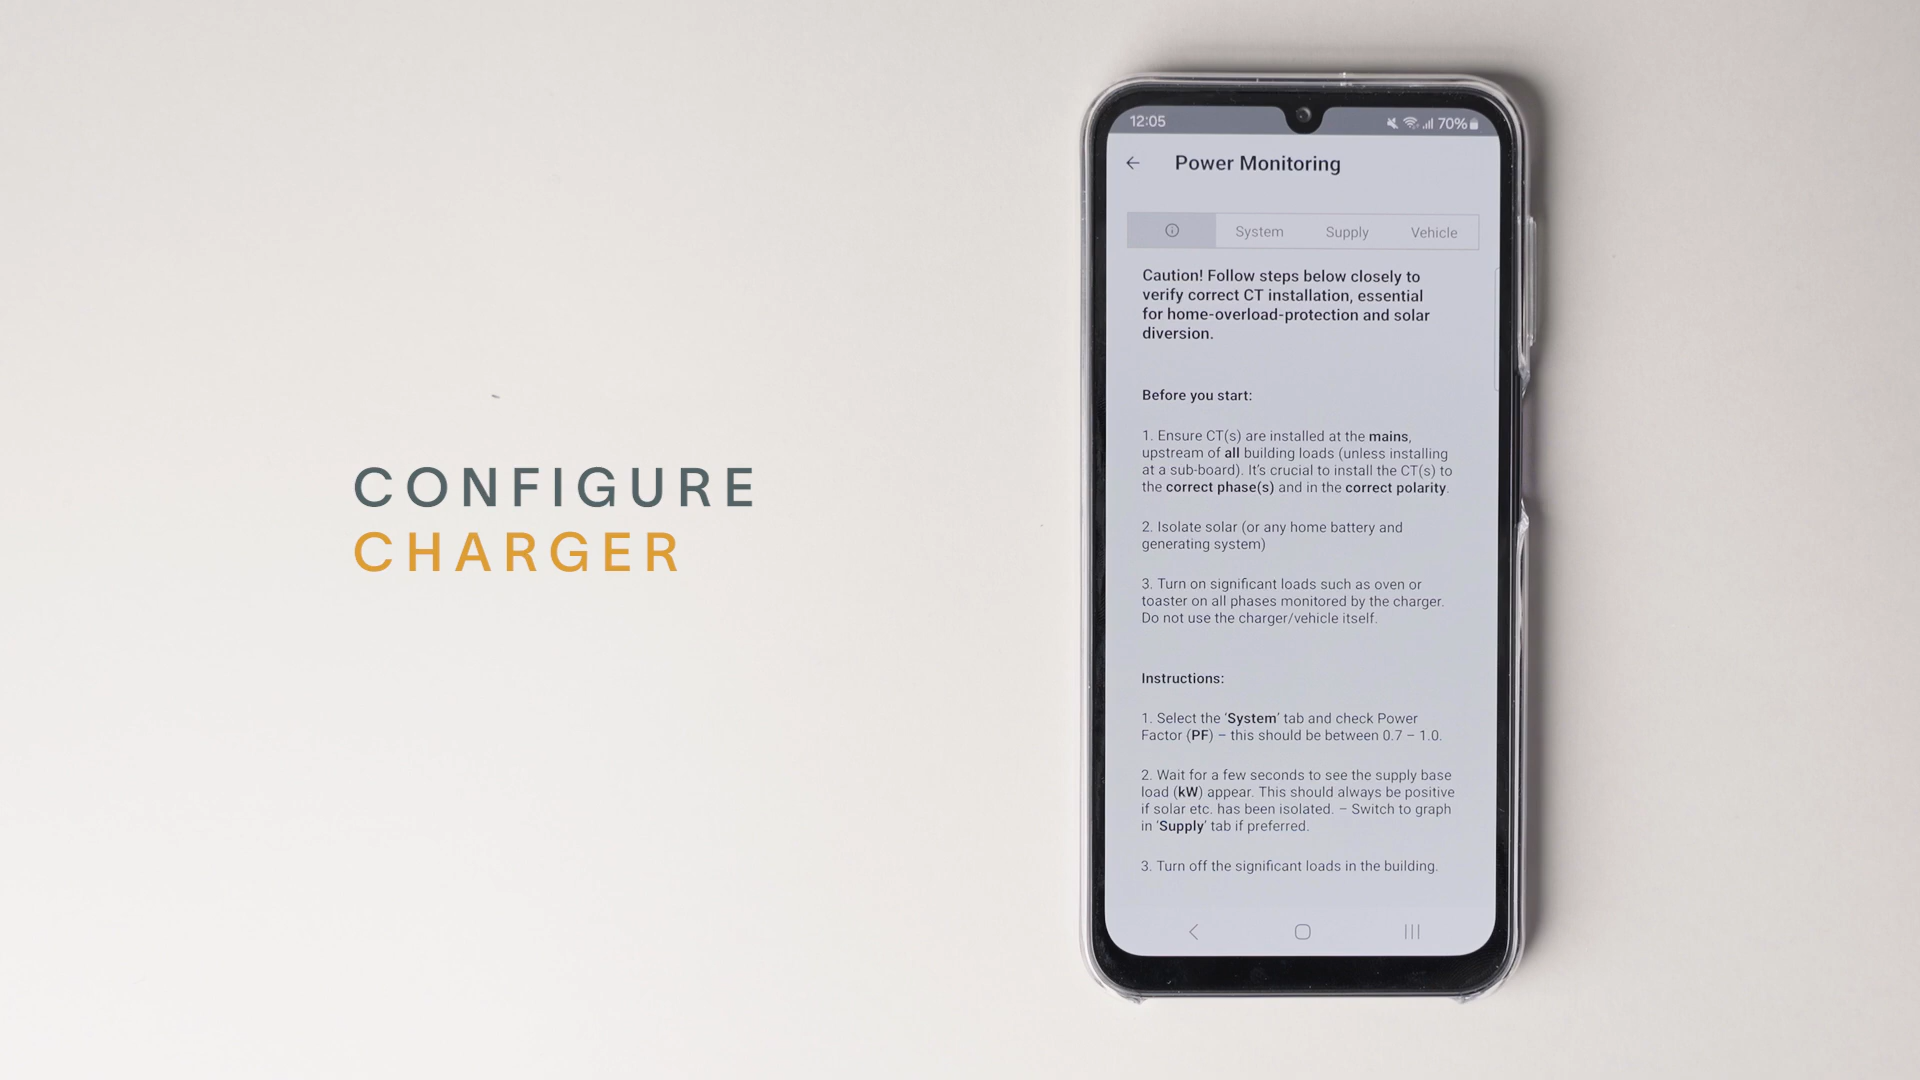 CONFIGURE
CHARGER
12:05
70%
Power Monitoring
System Supply Vehicle
Caution! Follow steps below closely to
verify correct CT installation, essential
for home-overload-protection and solar
diversion.
Before you start:
1. Ensure CT(s) are installed at the mains,
upstream of all building loads (unless installing
at a sub-board). It's crucial to install the CT(s) to
the correct phase(s) and in the correct polarity.
2. Isolate solar (or any home battery and
generating system)
3. Turn on significant loads such as oven or
toaster on all phases monitored by the charger.
Do not use the charger/vehicle itself.
Instructions:
1. Select the 'System' tab and check Power
Factor (PF) – this should be between 0.7 – 1.0.
2. Wait for a few seconds to see the supply base
load (kW) appear. This should always be positive
if solar etc. has been isolated. – Switch to graph
in 'Supply' tab if preferred.
3. Turn off the significant loads in the building.